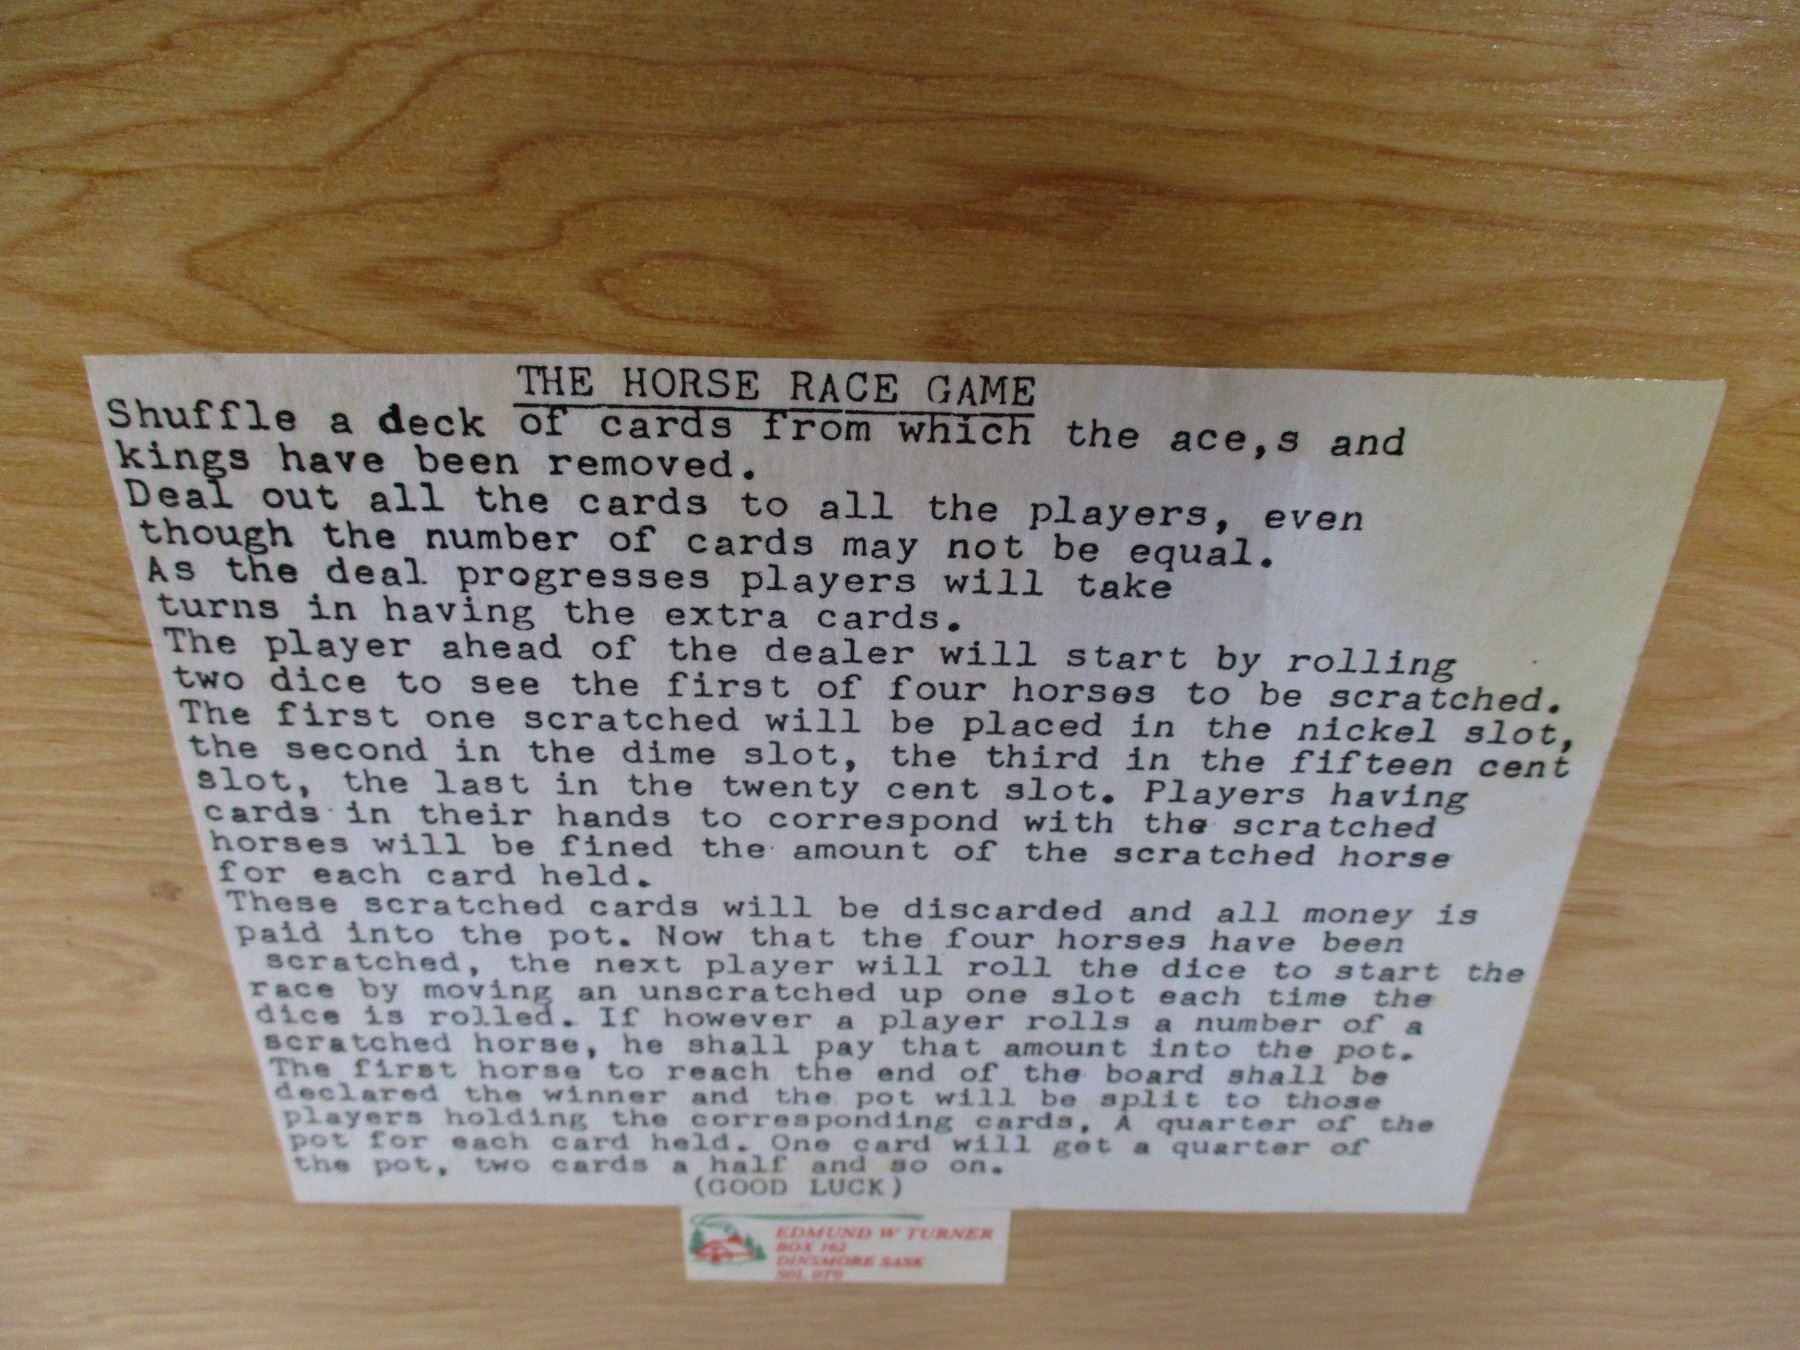 THE HORSE RACE GAME
Shuffle a deck of cards from which the ace,s and
kings have been removed.
Deal out all the cards to all the players, even
though the number of cards may not be equal.
As the deal progresses players will take
turns in having the extra cards.
The player ahead of the dealer will start by rolling
two dice to see the first of four horses to be scratched.
The first one scratched will be placed in the nickel slot,
the second in the dime slot, the third in the fifteen cent
slot, the last in the twenty cent slot. Players having
cards in their hands to correspond with the scratched
horses will be fined the amount of the scratched horse
for each card held.
These scratched cards will be discarded and all money is
paid into the pot. Now that the four horses have been
scratched, the next player will roll the dice to start the
race by moving an unscratched up one slot each time the
dice is rolled. If however a player rolls a number of a
scratched horse, he shall pay that amount into the pot.
The first horse to reach the end of the board shall be
declared the winner and the pot will be split to those
players holding the corresponding cards. A quarter of the
pot for each card held. One card will get a quarter of
the pot, two cards a half and so on.
(GOOD LUCK)
EDMUND W TURNER
BOX 162
DINSMORE SASK
S0L 0T0